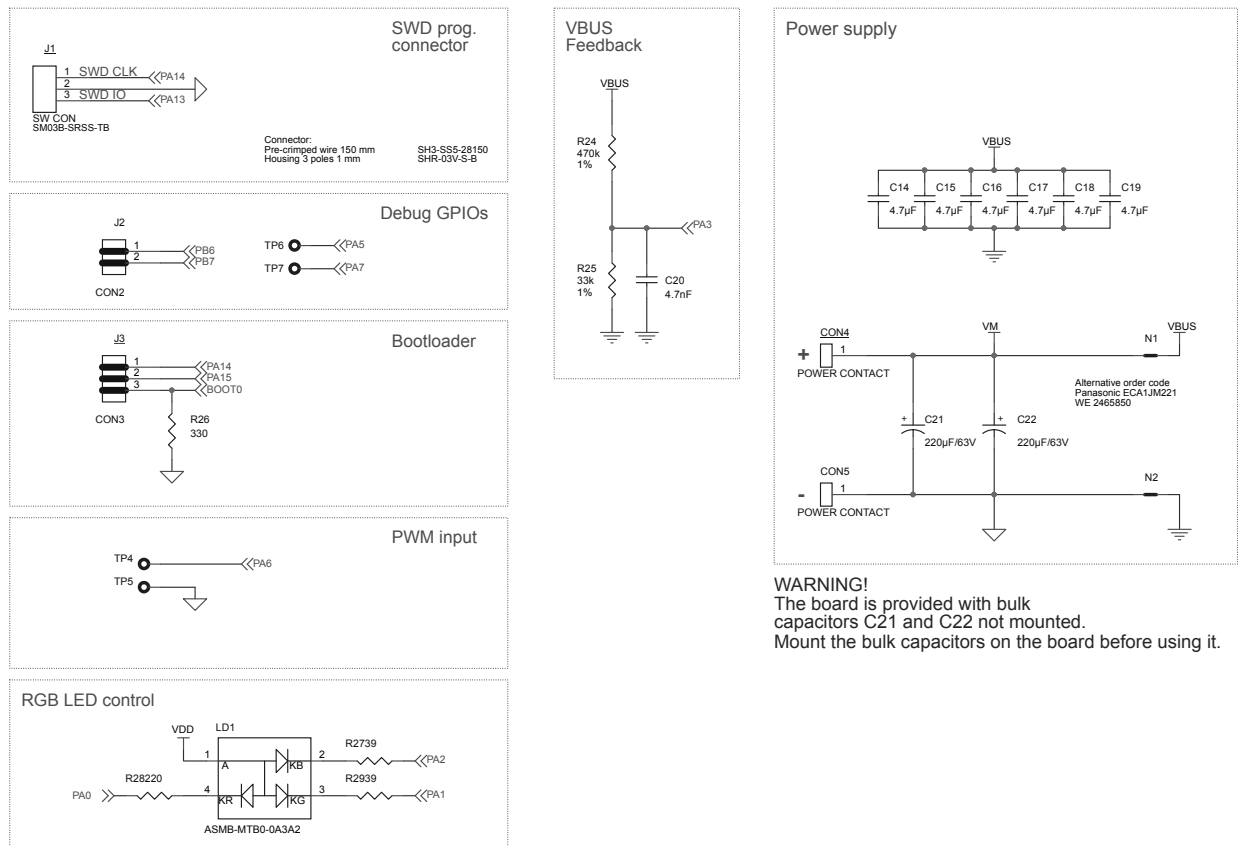 SWD prog.
connector
J1
1 SWD CLK PA14
2
3 SWD IO PA13
SW CON
SM03B-SRSS-TB
Connector:
Pre-crimped wire 150 mm SH3-SS5-28150
Housing 3 poles 1 mm SHR-03V-S-B
Debug GPIOs
J2
1 PB6
2 PB7
CON2
TP6 PA5
TP7 PA7
Bootloader
J3
1 PA14
2 PA15
3 BOOT0
CON3
R26
330
PWM input
TP4 PA6
TP5
RGB LED control
VDD LD1
1 A KB 2 R2739 PA2
PA0 R28220 4 KR KG 3 R2939 PA1
ASMB-MTB0-0A3A2
VBUS
Feedback
VBUS
R24
470k
1%
PA3
R25
33k
1%
C20
4.7nF
Power supply
VBUS
C14 C15 C16 C17 C18 C19
4.7µF 4.7µF 4.7µF 4.7µF 4.7µF 4.7µF
CON4 VM N1 VBUS
+ 1
POWER CONTACT
Alternative order code
Panasonic ECA1JM221
WE 2465850
+ C21 + C22
220µF/63V 220µF/63V
CON5 N2
- 1
POWER CONTACT
WARNING!
The board is provided with bulk
capacitors C21 and C22 not mounted.
Mount the bulk capacitors on the board before using it.